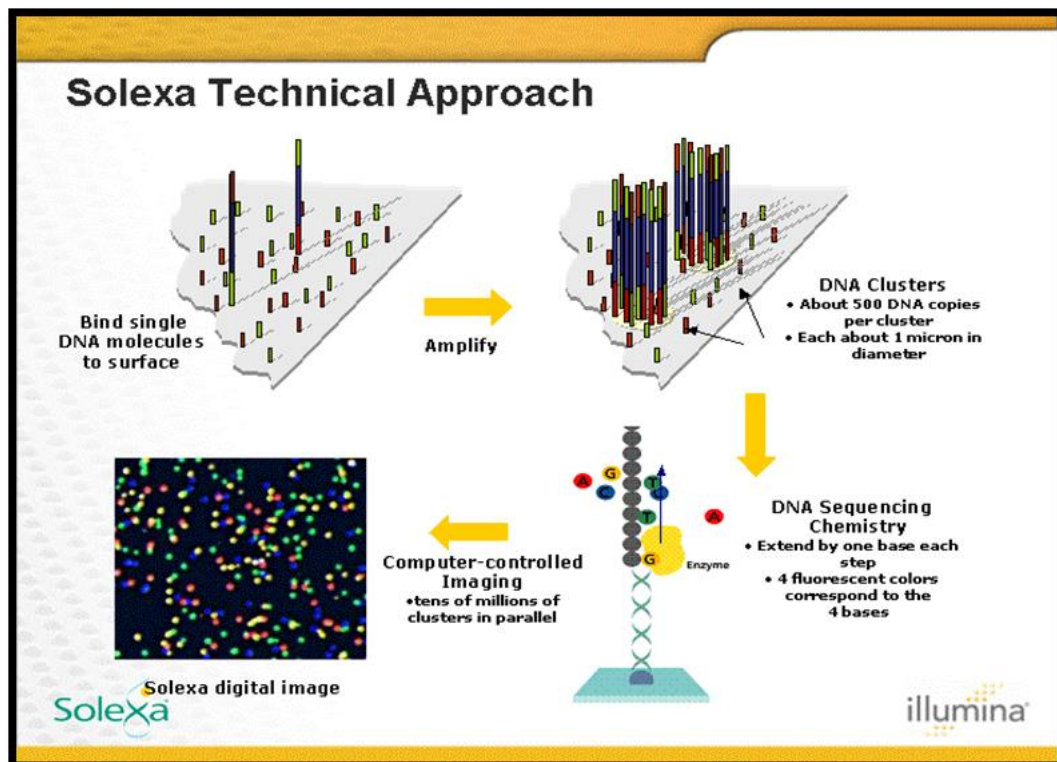 Solexa Technical Approach
Bind single
DNA molecules
to surface
Amplify
DNA Clusters
• About 500 DNA copies
per cluster
• Each about 1 micron in
diameter
DNA Sequencing
Chemistry
• Extend by one base each
step
• 4 fluorescent colors
correspond to the
4 bases
A
G
C
T
C
T
A
G
Enzyme
Computer-controlled
Imaging
•tens of millions of
clusters in parallel
Solexa digital image
Solexa
illumina